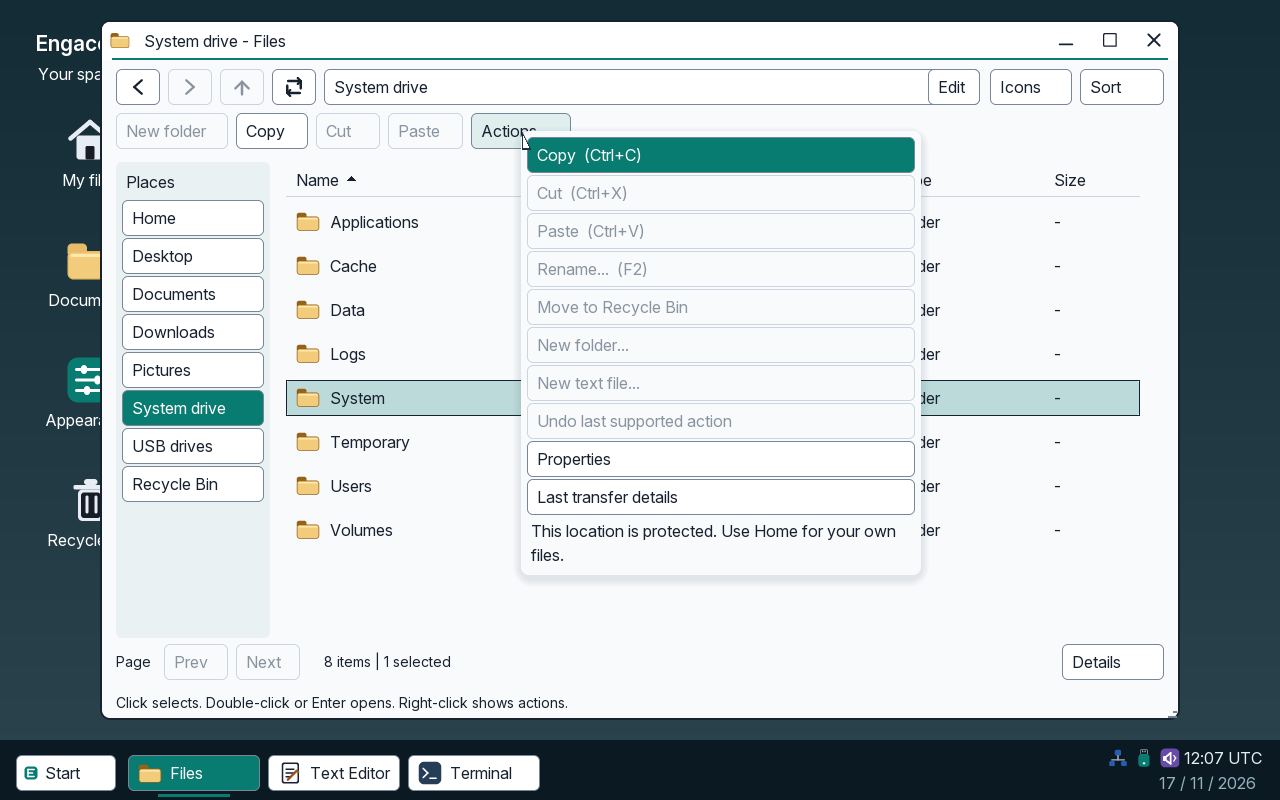 Your
System drive - Files
System drive
Edit
Icons
Sort
New folder
Copy
Cut
Paste
Actions
Places
Home
Desktop
Documents
Downloads
Pictures
System drive
USB drives
Recycle Bin
Name
Size
Applications
-
Cache
-
Data
-
Logs
-
System
-
Temporary
-
Users
-
Volumes
-
Copy (Ctrl+C)
Cut (Ctrl+X)
Paste (Ctrl+V)
Rename... (F2)
Move to Recycle Bin
New folder...
New text file...
Undo last supported action
Properties
Last transfer details
This location is protected. Use Home for your own
files.
My
Page
Prev
Next
8 items | 1 selected
Details
Click selects. Double-click or Enter opens. Right-click shows actions.
Start
Files
Text Editor
Terminal
12:07 UTC
17 / 11 / 2026